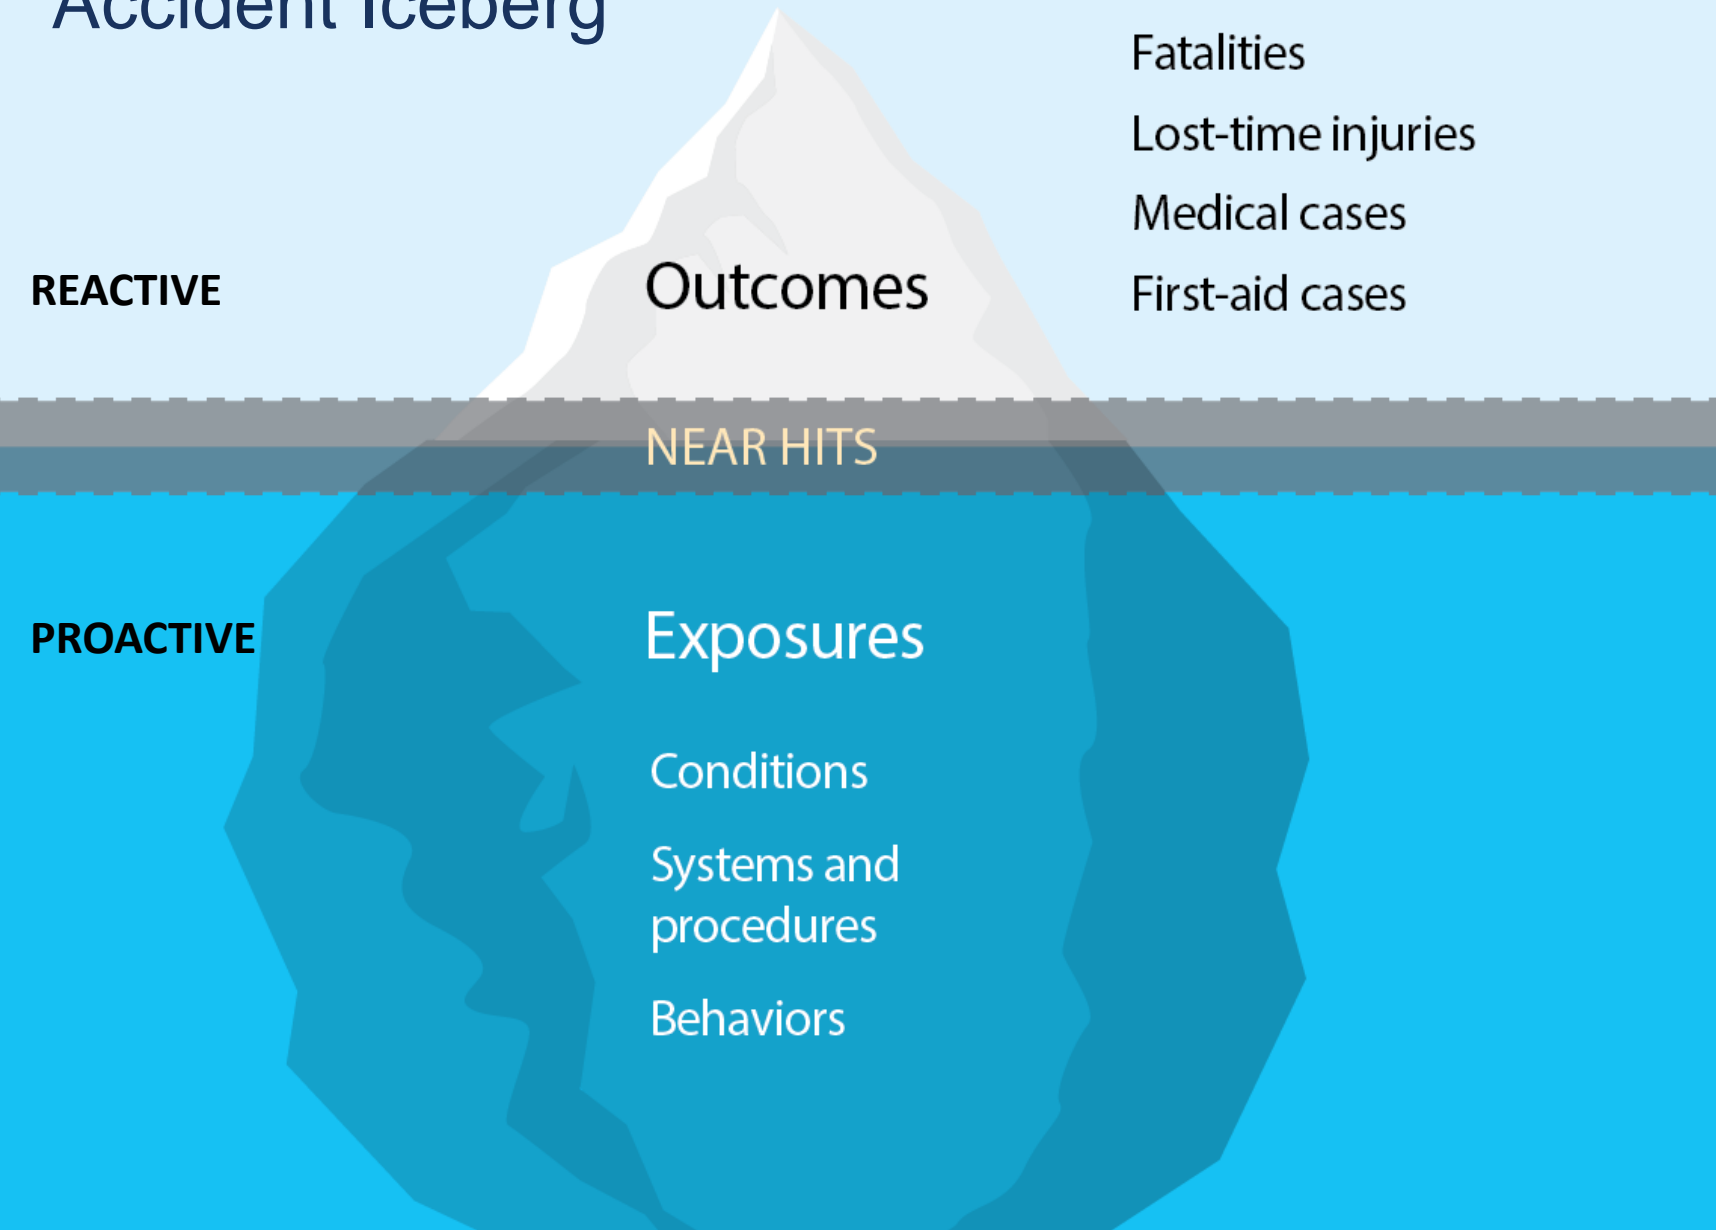 Accident Iceberg
Fatalities
Lost-time injuries
Medical cases
REACTIVE
Outcomes
First-aid cases
NEAR HITS
PROACTIVE
Exposures
Conditions
Systems and
procedures
Behaviors